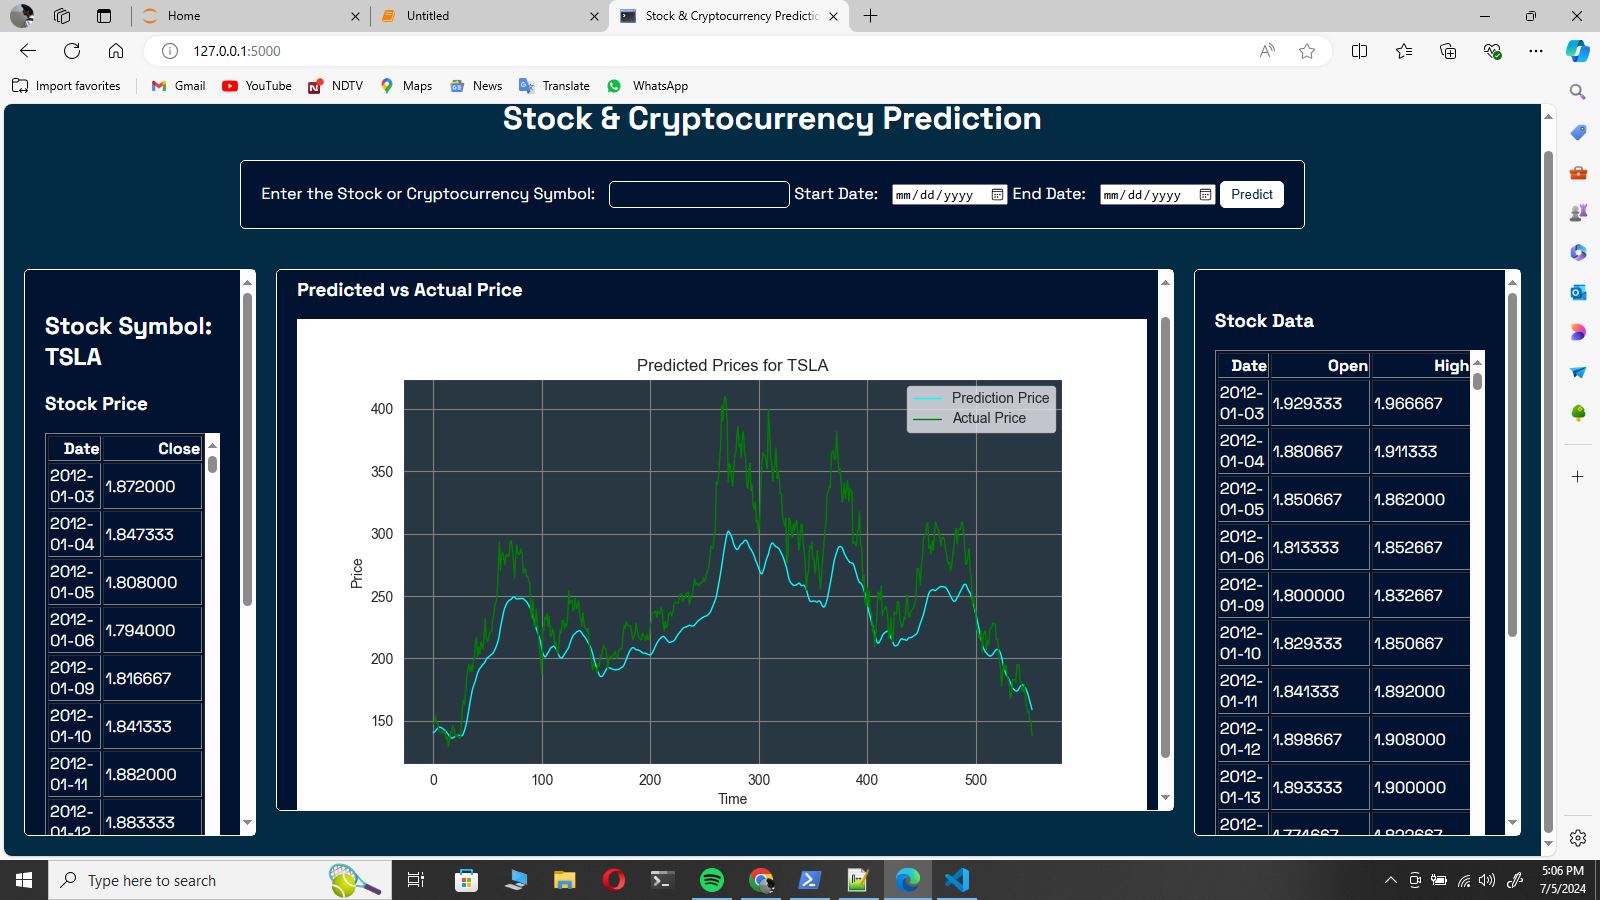 Home
Untitled
Stock & Cryptocurrency Predictio
127.0.0.1:5000
Import favorites
Gmail
YouTube
NDTV
Maps
News
Translate
WhatsApp
Stock & Cryptocurrency Prediction
Enter the Stock or Cryptocurrency Symbol: Start Date: mm/dd/yyyy End Date: mm/dd/yyyy Predict
Stock Symbol:
TSLA
Stock Price
Date Close
2012-
01-03 1.872000
2012-
01-04 1.847333
2012-
01-05 1.808000
2012-
01-06 1.794000
2012-
01-09 1.816667
2012-
01-10 1.841333
2012-
01-11 1.882000
2012-
01-12 1.883333
Predicted vs Actual Price
Predicted Prices for TSLA
Prediction Price
Actual Price
400
350
300
250
200
150
Price
0 100 200 300 400 500
Time
Stock Data
Date Open High
2012-
01-03 1.929333 1.966667
2012-
01-04 1.880667 1.911333
2012-
01-05 1.850667 1.862000
2012-
01-06 1.813333 1.852667
2012-
01-09 1.800000 1.832667
2012-
01-10 1.829333 1.850667
2012-
01-11 1.841333 1.892000
2012-
01-12 1.898667 1.908000
2012-
01-13 1.893333 1.900000
2012-
Type here to search
5:06 PM
7/5/2024